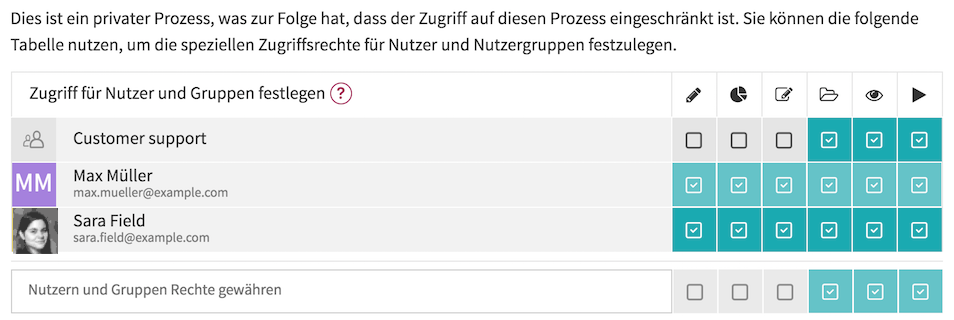 Dies ist ein privater Prozess, was zur Folge hat, dass der Zugriff auf diesen Prozess eingeschränkt ist. Sie können die folgende
Tabelle nutzen, um die speziellen Zugriffsrechte für Nutzer und Nutzergruppen festzulegen.
Zugriff für Nutzer und Gruppen festlegen ?
Customer support
MM
Max Müller
max.mueller@example.com
Sara Field
sara.field@example.com
Nutzern und Gruppen Rechte gewähren